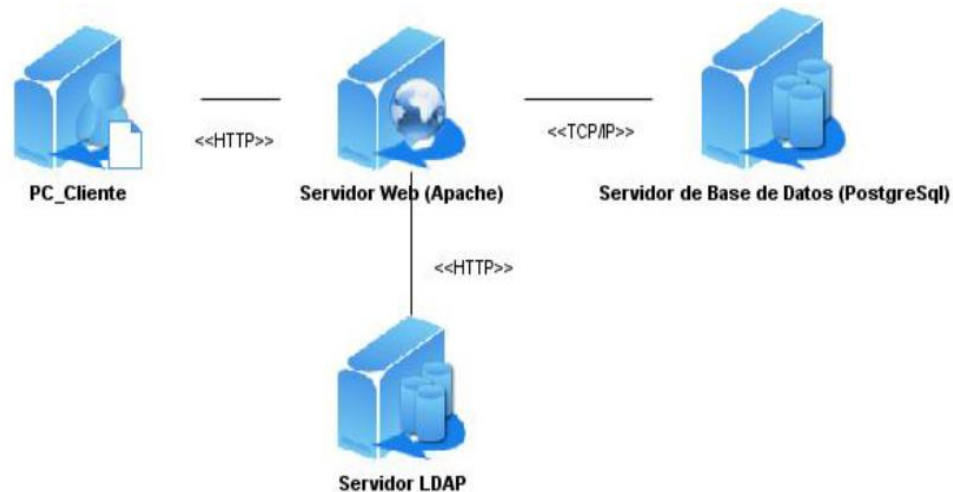 <<HTTP>>
<<TCP/IP>>
PC_Cliente
Servidor Web (Apache)
Servidor de Base de Datos (PostgreSql)
<<HTTP>>
Servidor LDAP